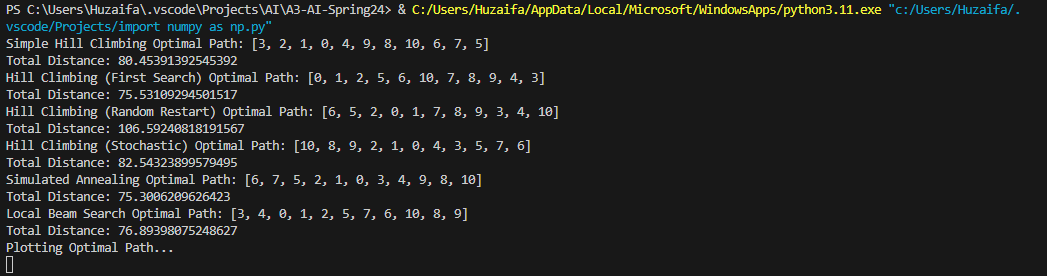 PS C:\Users\Huzaifa\.vscode\Projects\AI\A3-AI-Spring24> & C:/Users/Huzaifa/AppData/Local/Microsoft/WindowsApps/python3.11.exe "c:/Users/Huzaifa/.
vscode/Projects/import numpy as np.py"
Simple Hill Climbing Optimal Path: [3, 2, 1, 0, 4, 9, 8, 10, 6, 7, 5]
Total Distance: 80.45391392545392
Hill Climbing (First Search) Optimal Path: [0, 1, 2, 5, 6, 10, 7, 8, 9, 4, 3]
Total Distance: 75.53109294501517
Hill Climbing (Random Restart) Optimal Path: [6, 5, 2, 0, 1, 7, 8, 9, 3, 4, 10]
Total Distance: 106.59240818191567
Hill Climbing (Stochastic) Optimal Path: [10, 8, 9, 2, 1, 0, 4, 3, 5, 7, 6]
Total Distance: 82.54323899579495
Simulated Annealing Optimal Path: [6, 7, 5, 2, 1, 0, 3, 4, 9, 8, 10]
Total Distance: 75.3006209626423
Local Beam Search Optimal Path: [3, 4, 0, 1, 2, 5, 7, 6, 10, 8, 9]
Total Distance: 76.89398075248627
Plotting Optimal Path...